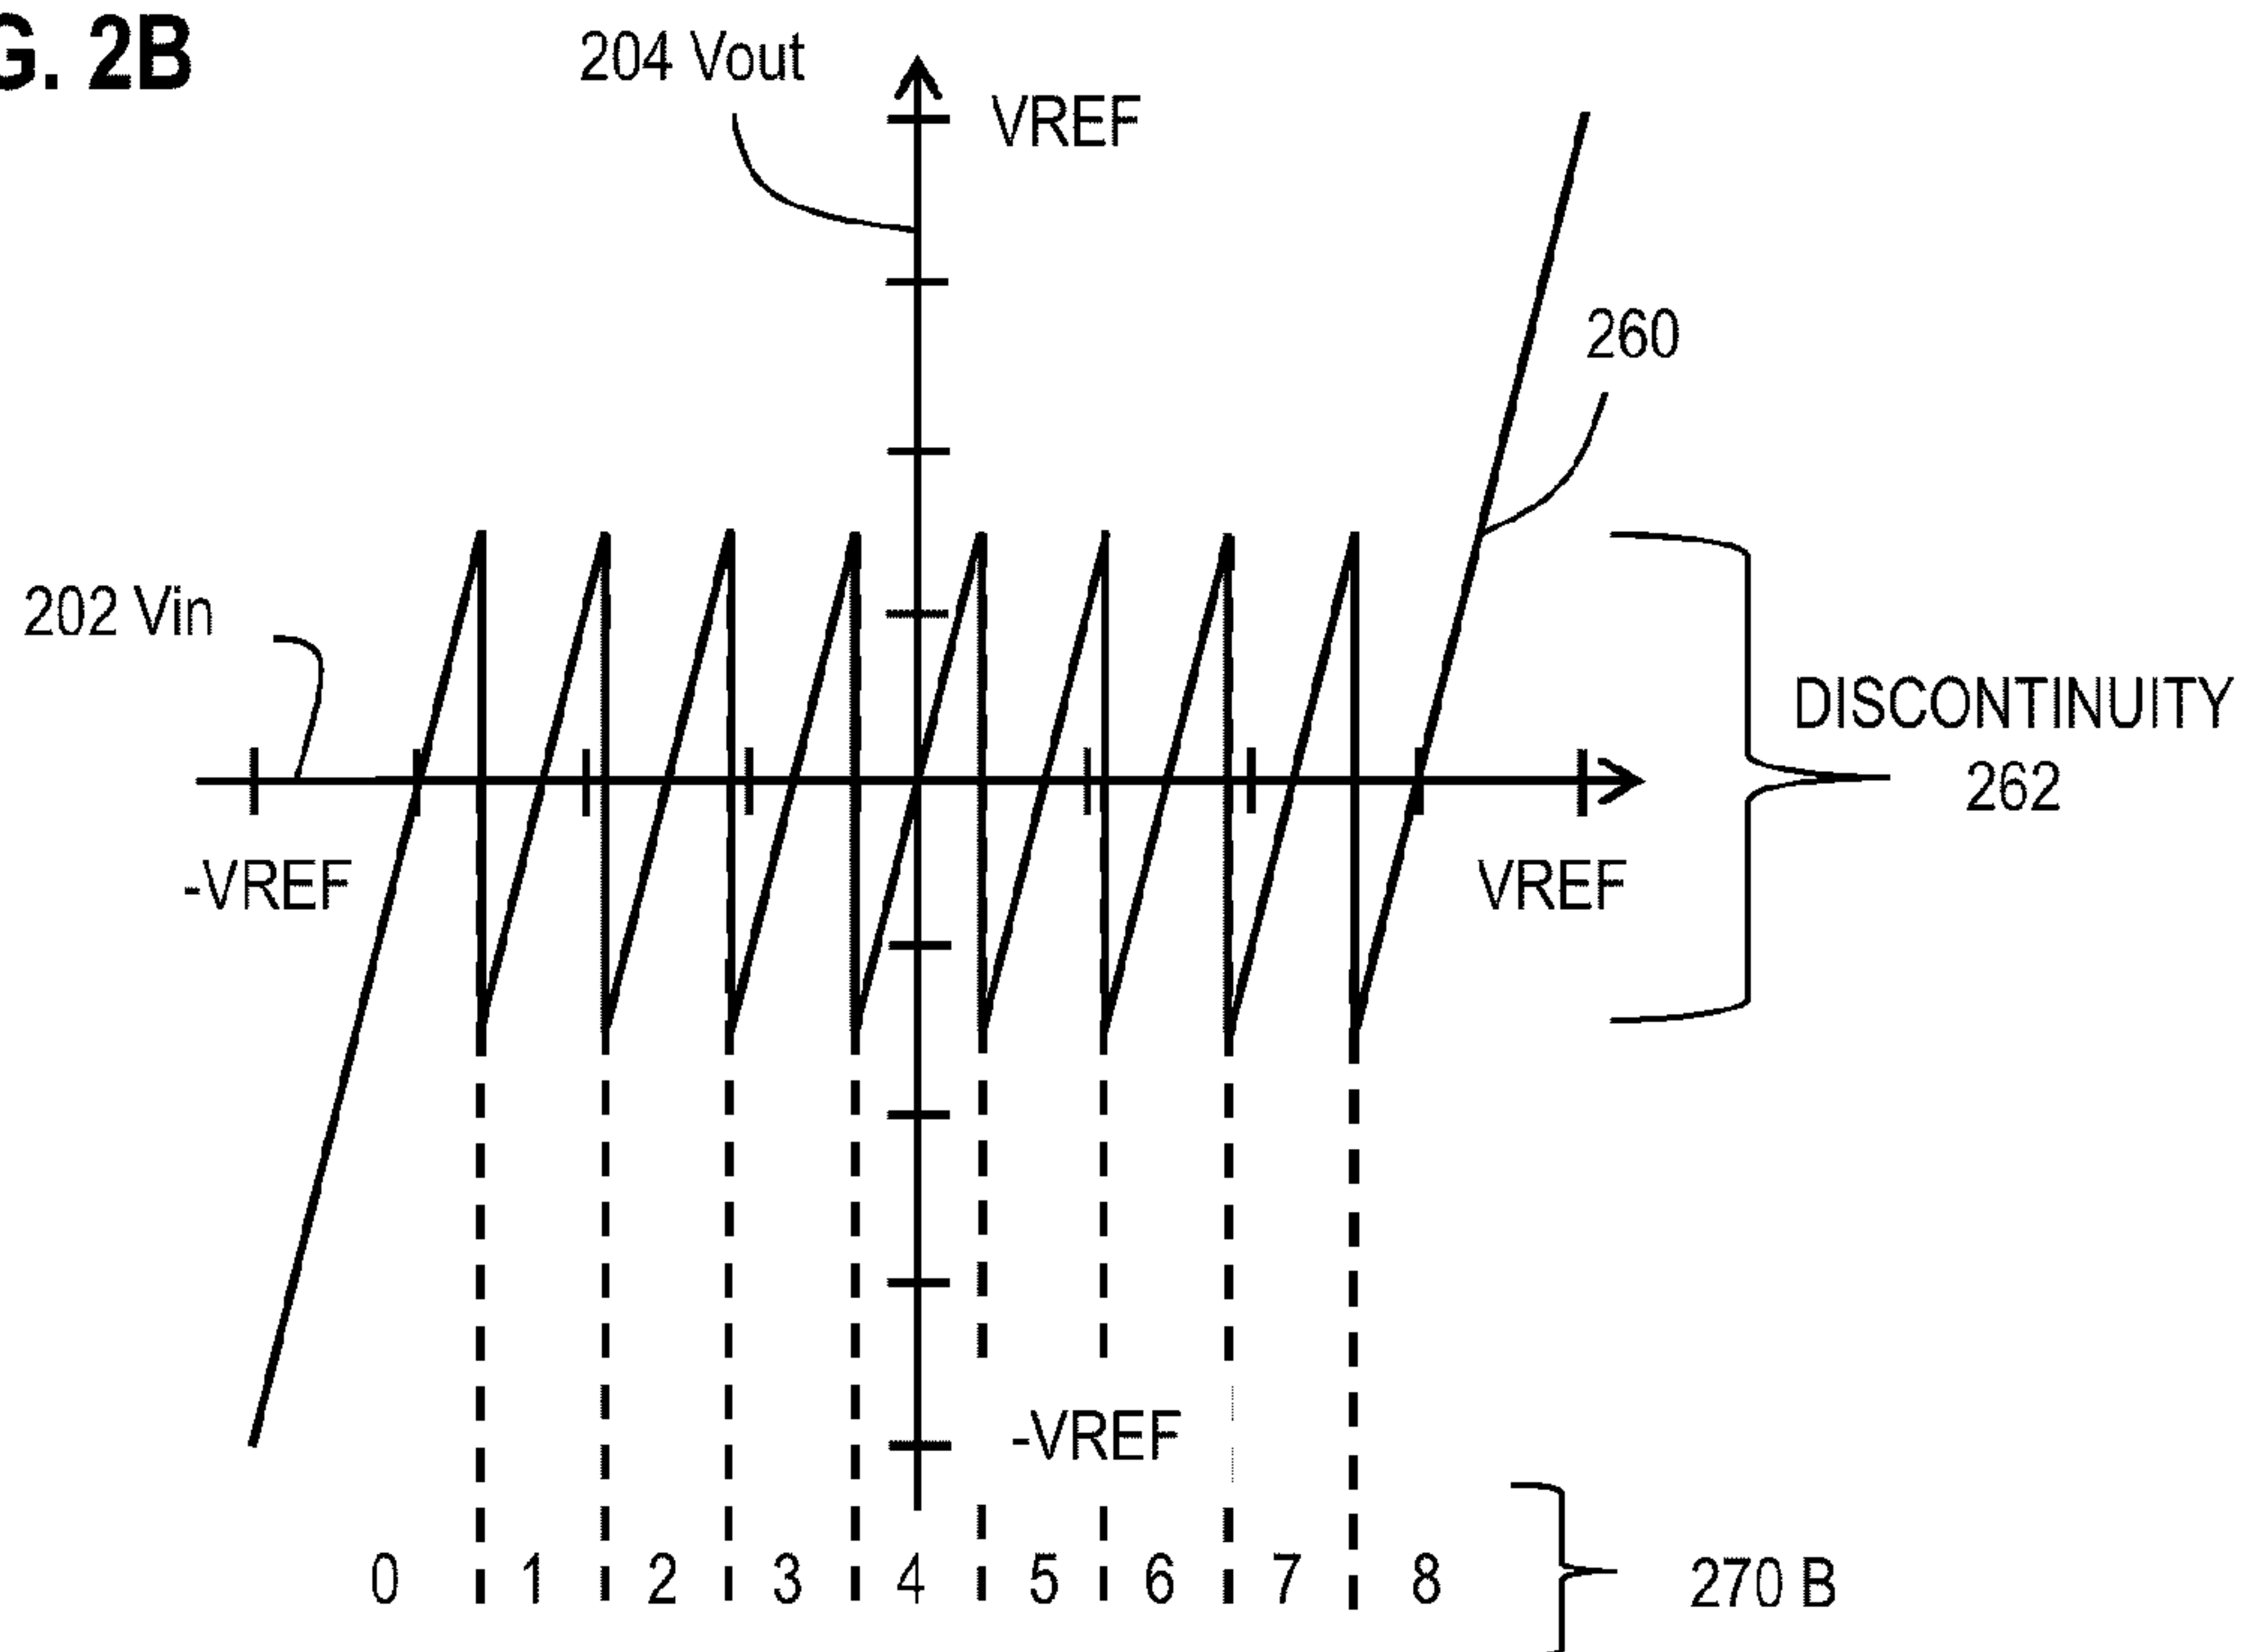 G. 2B
204 Vout
VREF
260
202 Vin
DISCONTINUITY
262
-VREF
VREF
-VREF
0 1 2 3 4 5 6 7 8
270 B